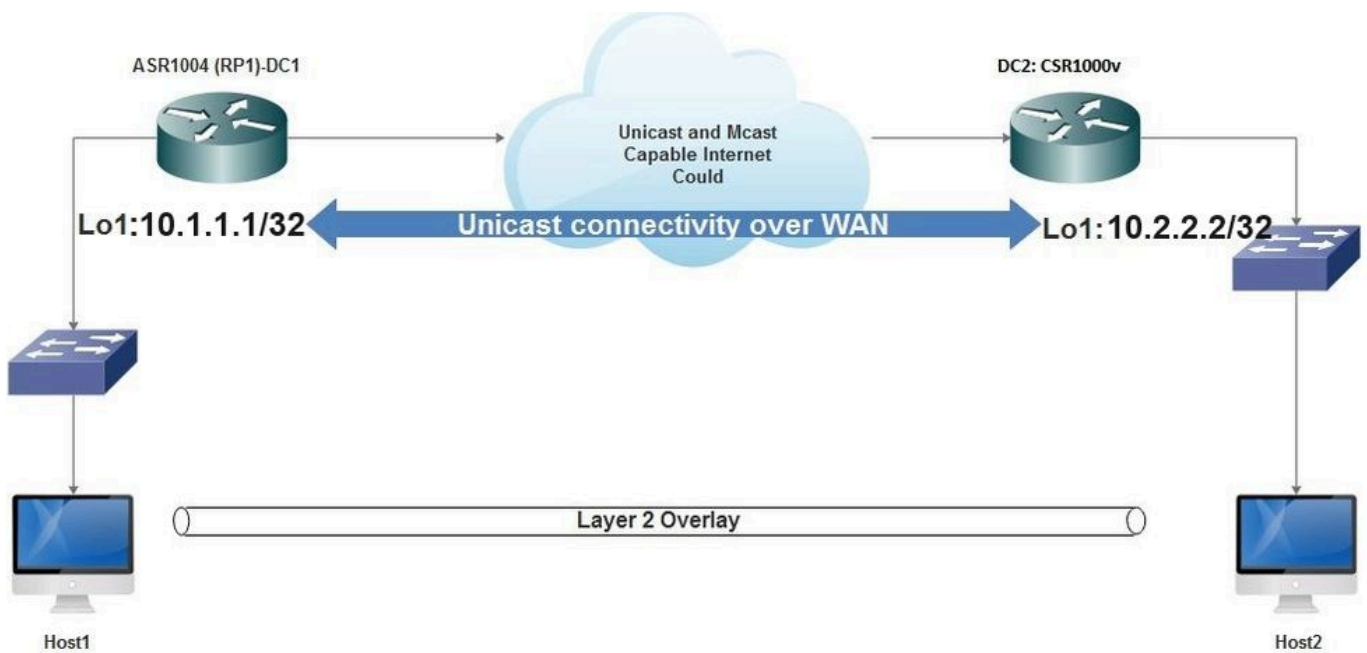 ASR1004 (RP1)-DC1
DC2: CSR1000v
Unicast and Mcast
Capable Internet
Could
Lo1:10.1.1.1/32
Unicast connectivity over WAN
Lo1: 10.2.2.2/32
Layer 2 Overlay
Host1
Host2